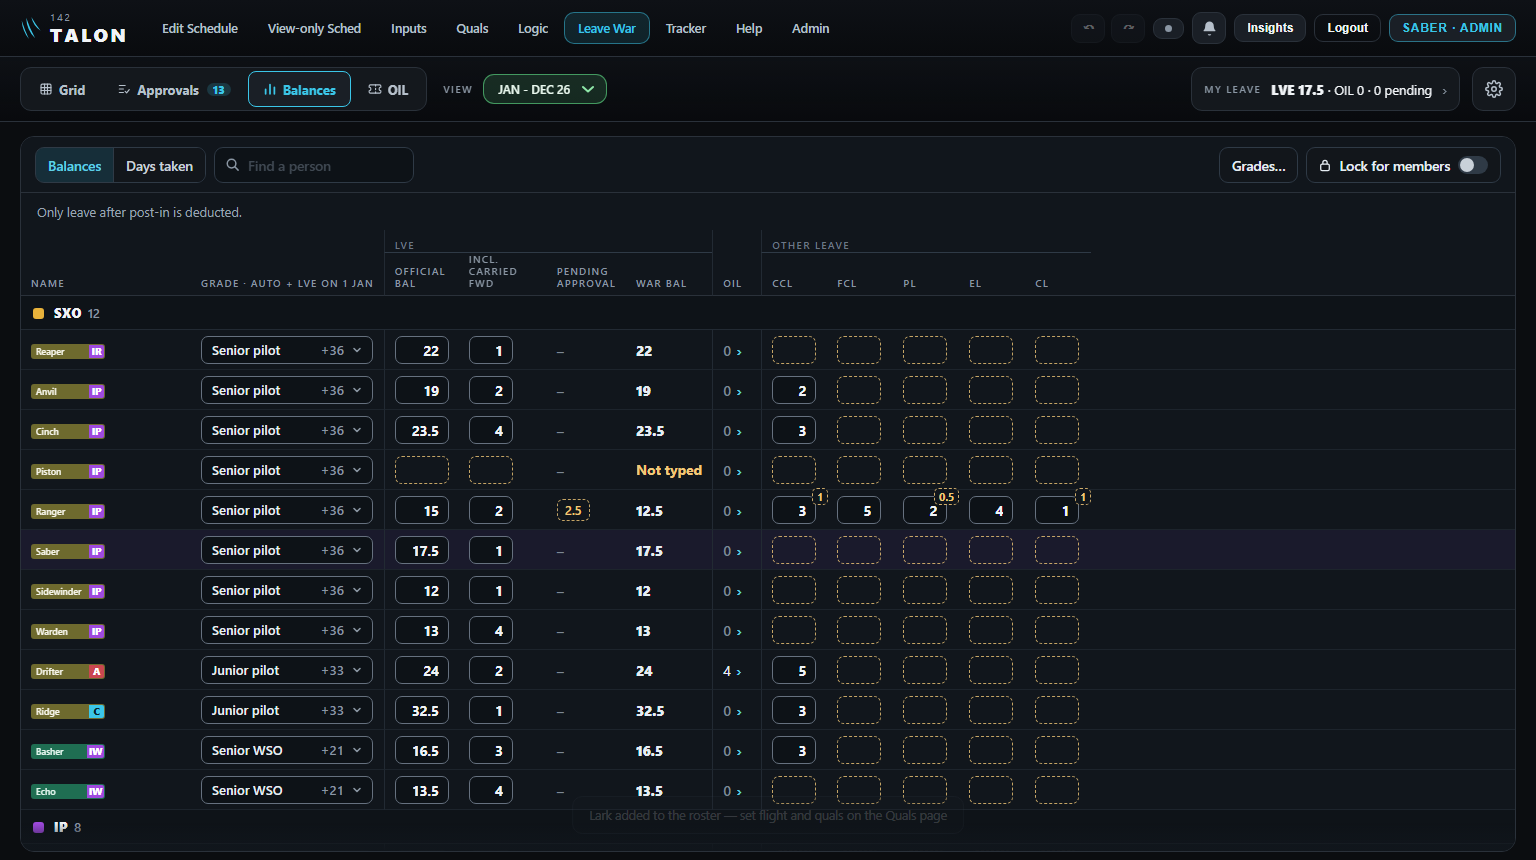 142
TALON
Edit Schedule View-only Sched Inputs Quals Logic Leave War Tracker Help Admin
Insights Logout SABER · ADMIN
Grid Approvals 13 Balances OIL VIEW JAN - DEC 26
MY LEAVE LVE 17.5 · OIL 0 · 0 pending ›
Balances Days taken Find a person Grades... Lock for members
Only leave after post-in is deducted.
LVE OTHER LEAVE
NAME GRADE · AUTO + LVE ON 1 JAN OFFICIAL BAL INCL. CARRIED FWD PENDING APPROVAL WAR BAL OIL CCL FCL PL EL CL
SXO 12
Reaper IR Senior pilot +36 22 1 – 22 0 ›
Anvil IP Senior pilot +36 19 2 – 19 0 › 2
Cinch IP Senior pilot +36 23.5 4 – 23.5 0 › 3
Piston IP Senior pilot +36 – Not typed 0 ›
Ranger IP Senior pilot +36 15 2 2.5 12.5 0 › 3 1 5 2 0.5 4 1 1
Saber IP Senior pilot +36 17.5 1 – 17.5 0 ›
Sidewinder IP Senior pilot +36 12 1 – 12 0 ›
Warden IP Senior pilot +36 13 4 – 13 0 ›
Drifter A Junior pilot +33 24 2 – 24 4 › 5
Ridge C Junior pilot +33 32.5 1 – 32.5 0 › 3
Basher IW Senior WSO +21 16.5 3 – 16.5 0 › 3
Echo IW Senior WSO +21 13.5 4 – 13.5 0 ›
Lark added to the roster — set flight and quals on the Quals page
IP 8